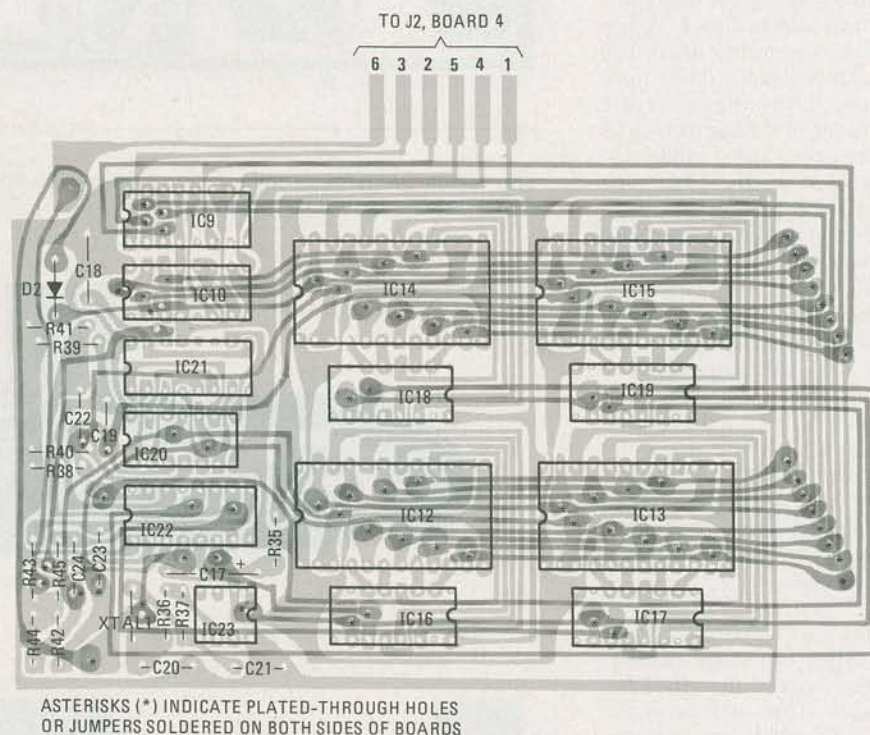 TO J2, BOARD 4
6 3 2 5 4 1
IC9
C18
D2
IC10
IC14
IC15
R41
R39
IC21
IC18
IC19
C22
C19
IC20
R40
R38
IC12
IC13
IC22
R35
R43
R45
C24
C23
C17
+
XTAL1
R36
R37
IC23
IC16
IC17
R44
R42
C20
C21
ASTERISKS (*) INDICATE PLATED-THROUGH HOLES
OR JUMPERS SOLDERED ON BOTH SIDES OF BOARDS